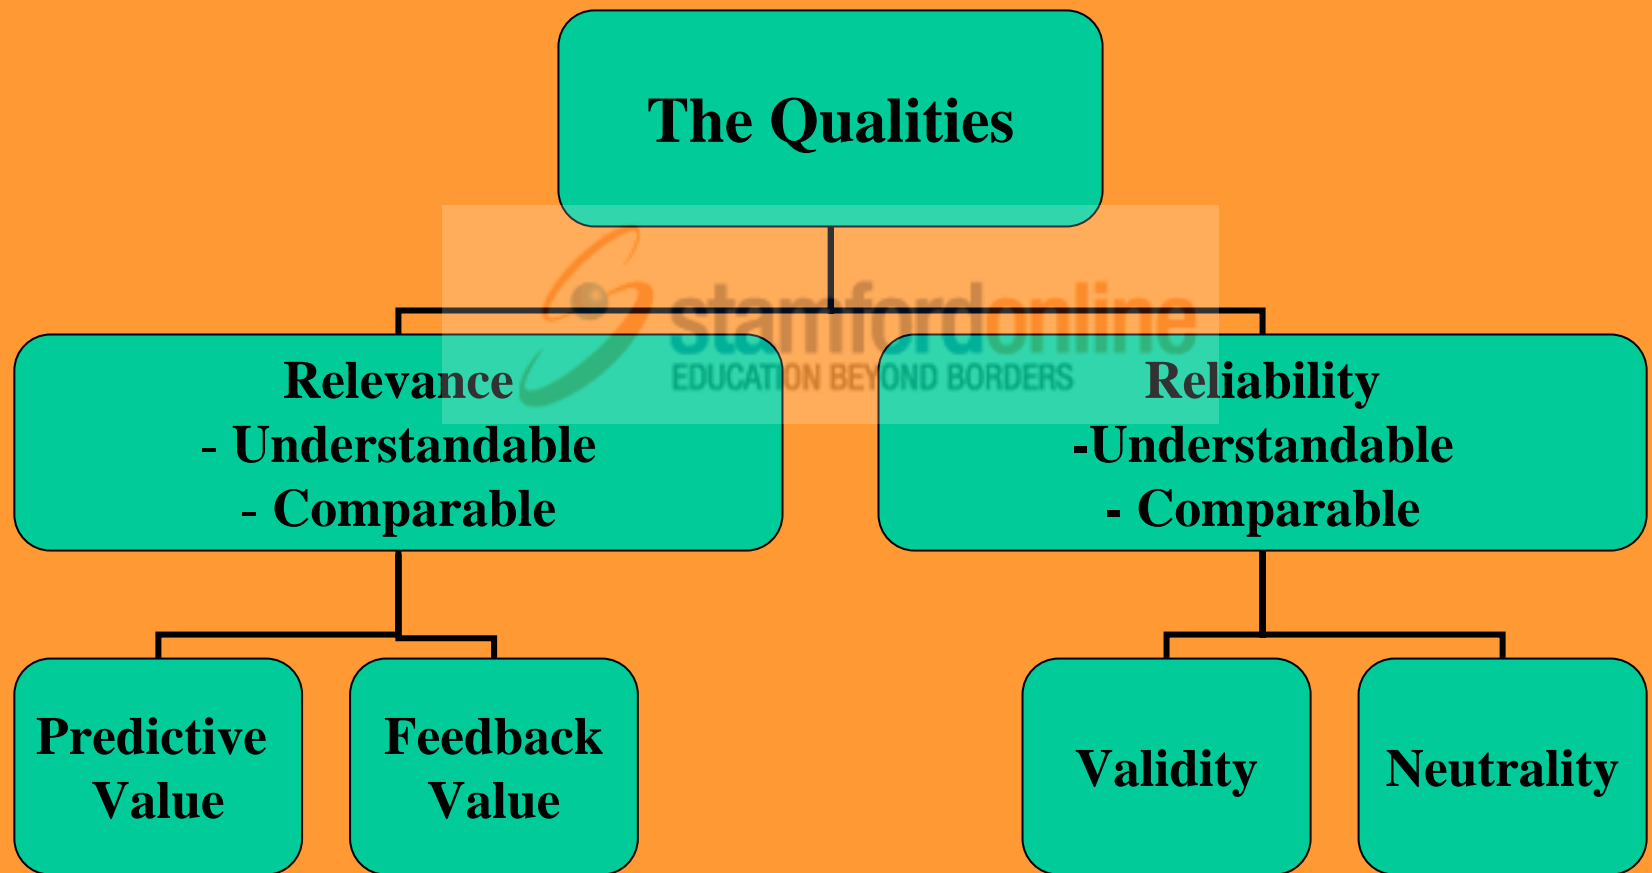 The Qualities
stamfordonline
EDUCATION BEYOND BORDERS
Relevance
- Understandable
- Comparable
Reliability
-Understandable
- Comparable
Predictive
Value
Feedback
Value
Validity
Neutrality